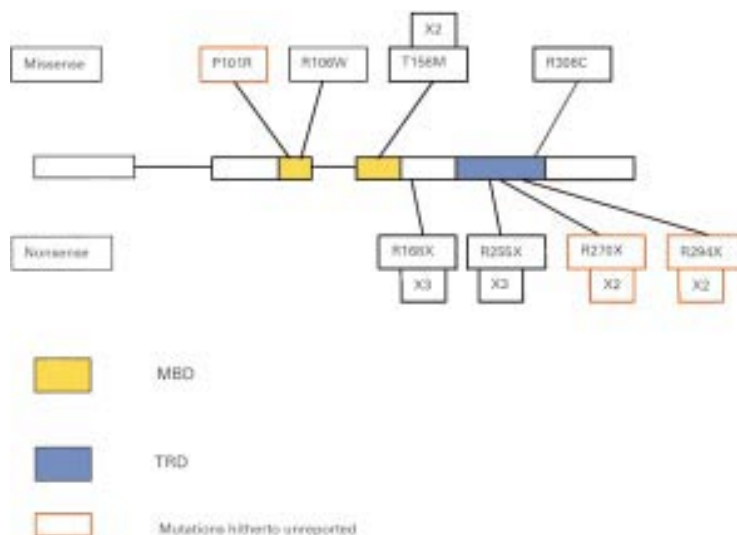 X2
Missense P101R R106W T158M R306C
Nonsense R168X R255X R270X R294X
X3 X3 X2 X2
MBD
TRD
Mutations hitherto unreported